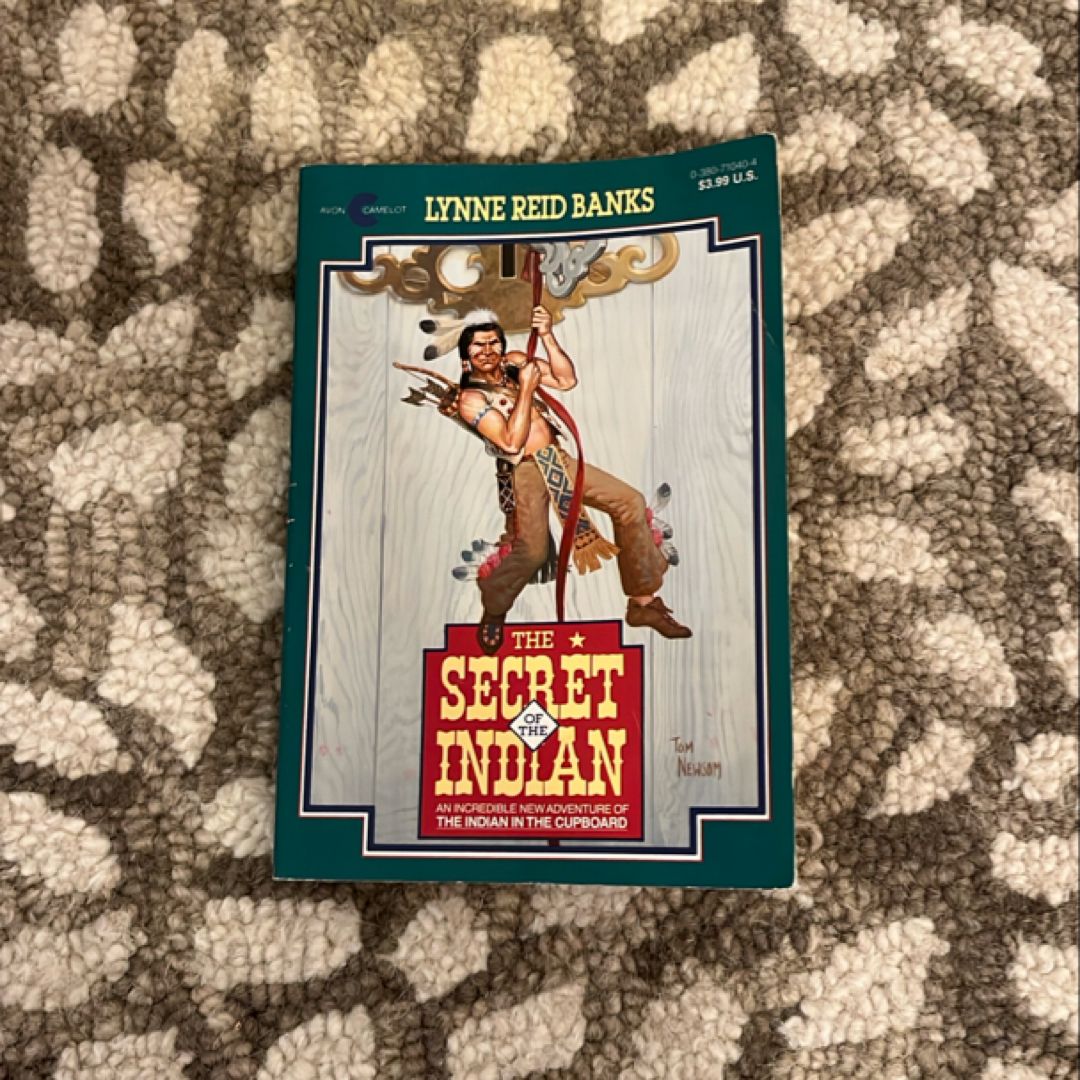 0-380-71040-4
$3.99 U.S.
AVON CAMELOT
LYNNE REID BANKS
THE
SECRET
OF
THE
INDIAN
AN INCREDIBLE NEW ADVENTURE OF
THE INDIAN IN THE CUPBOARD
TOM
NEWSOM